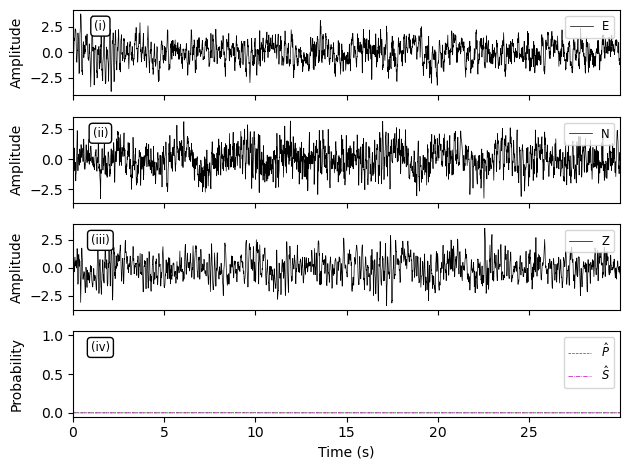 (i)
E
Amplitude
2.5
0.0
−2.5
(ii)
N
Amplitude
2.5
0.0
−2.5
(iii)
Z
Amplitude
2.5
0.0
−2.5
(iv)
P̂
Ŝ
Probability
1.0
0.5
0.0
0 5 10 15 20 25
Time (s)